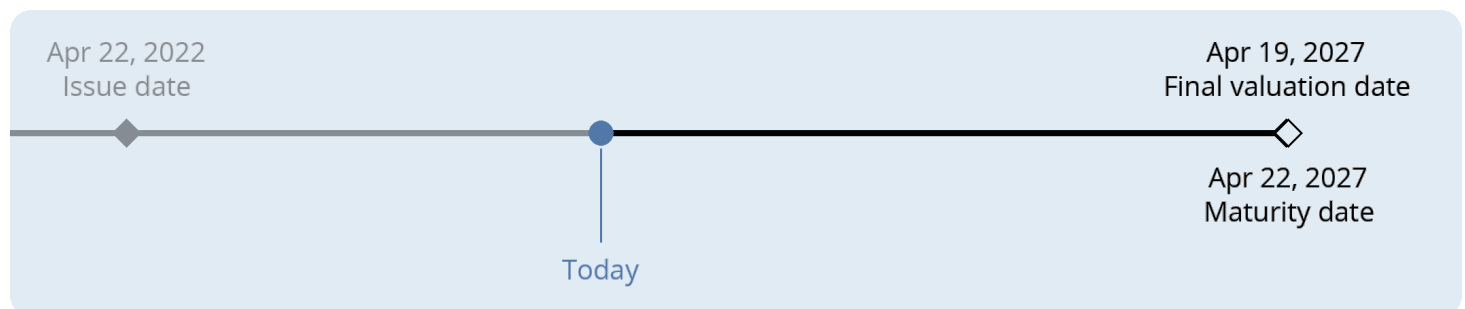 Apr 22, 2022
Issue date
Apr 19, 2027
Final valuation date
Apr 22, 2027
Maturity date
Today